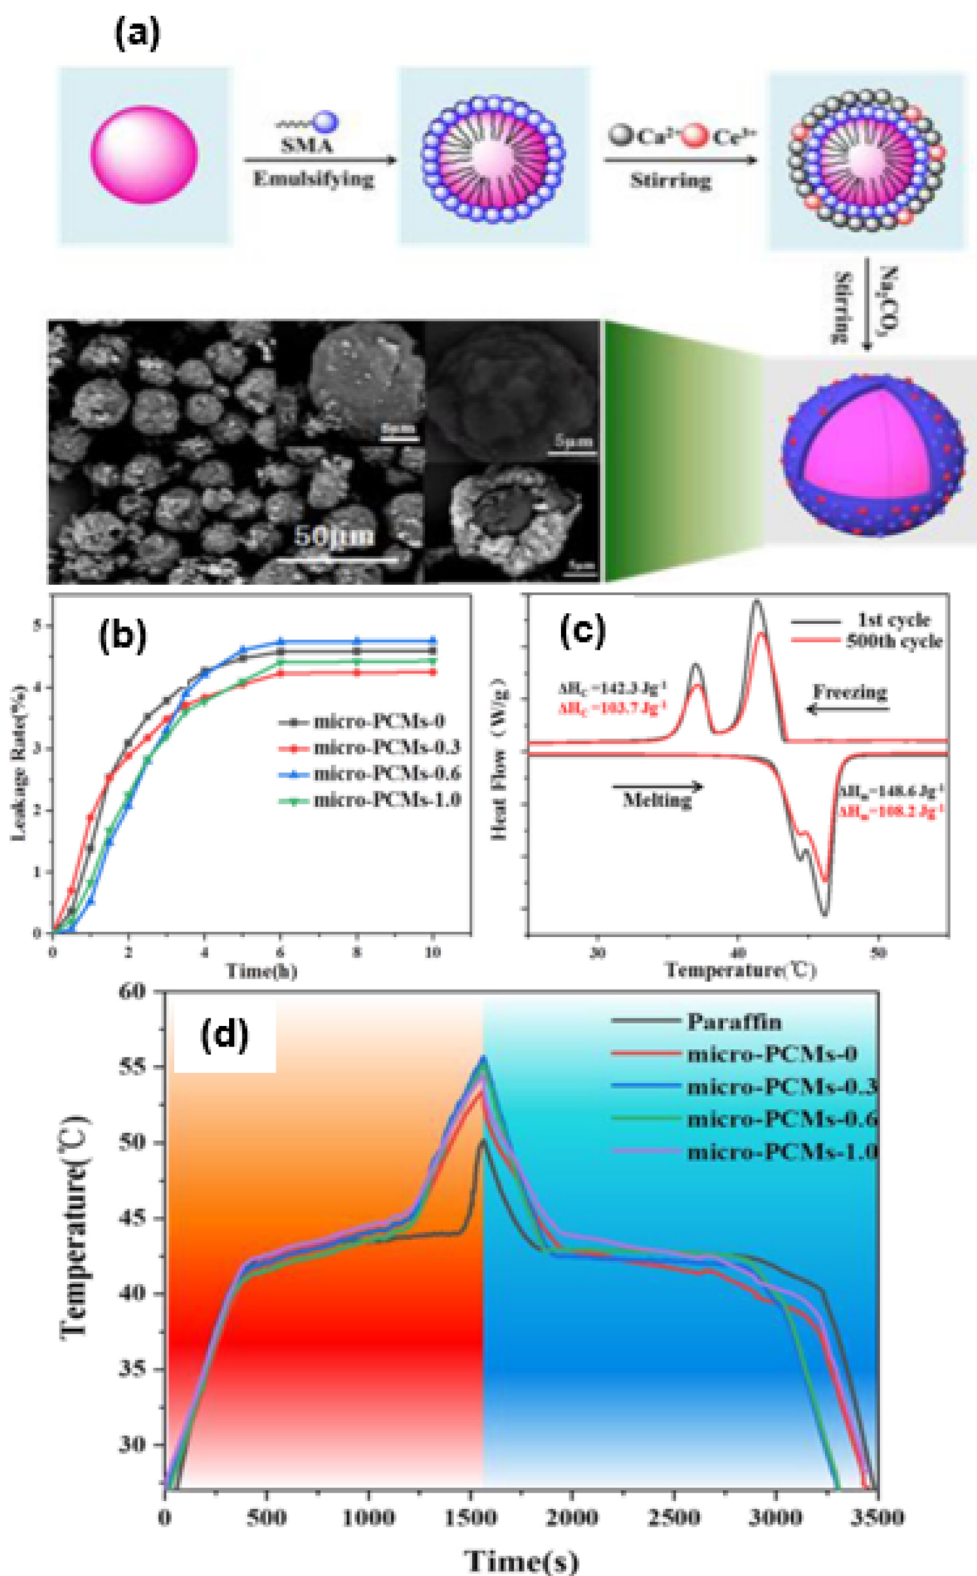 (a)
SMA
Emulsifying
Ca²⁺ Ce³⁺
Stirring
Na₂CO₃
Stirring
5μm
5μm
50μm
5μm
(b)
micro-PCMs-0
micro-PCMs-0.3
micro-PCMs-0.6
micro-PCMs-1.0
Leakage Rate(%)
0
1
2
3
4
5
0 2 4 6 8 10
Time(h)
(c)
1st cycle
500th cycle
ΔH_C =142.3 Jg⁻¹
ΔH_C =103.7 Jg⁻¹
Freezing
Melting
ΔH_m=148.6 Jg⁻¹
ΔH_m=108.2 Jg⁻¹
Heat Flow (W/g)
30 40 50
Temperature(℃)
(d)
Paraffin
micro-PCMs-0
micro-PCMs-0.3
micro-PCMs-0.6
micro-PCMs-1.0
Temperature(℃)
60
55
50
45
40
35
30
0 500 1000 1500 2000 2500 3000 3500
Time(s)